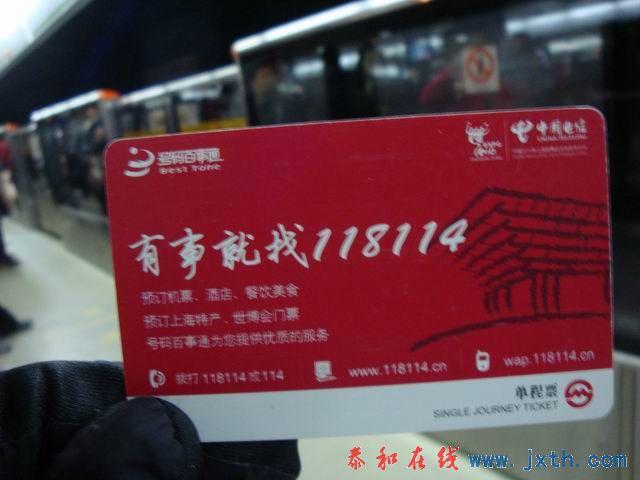 号码百事通
Best Tone
中国电信
CHINA TELECOM
有事就找118114
预订机票、酒店、餐饮美食
预订上海特产、世博会门票
号码百事通为您提供优质的服务
拨打 118114 或 114
www.118114.cn
wap.118114.cn
单程票
SINGLE JOURNEY TICKET
泰和在线 www.jxth.com